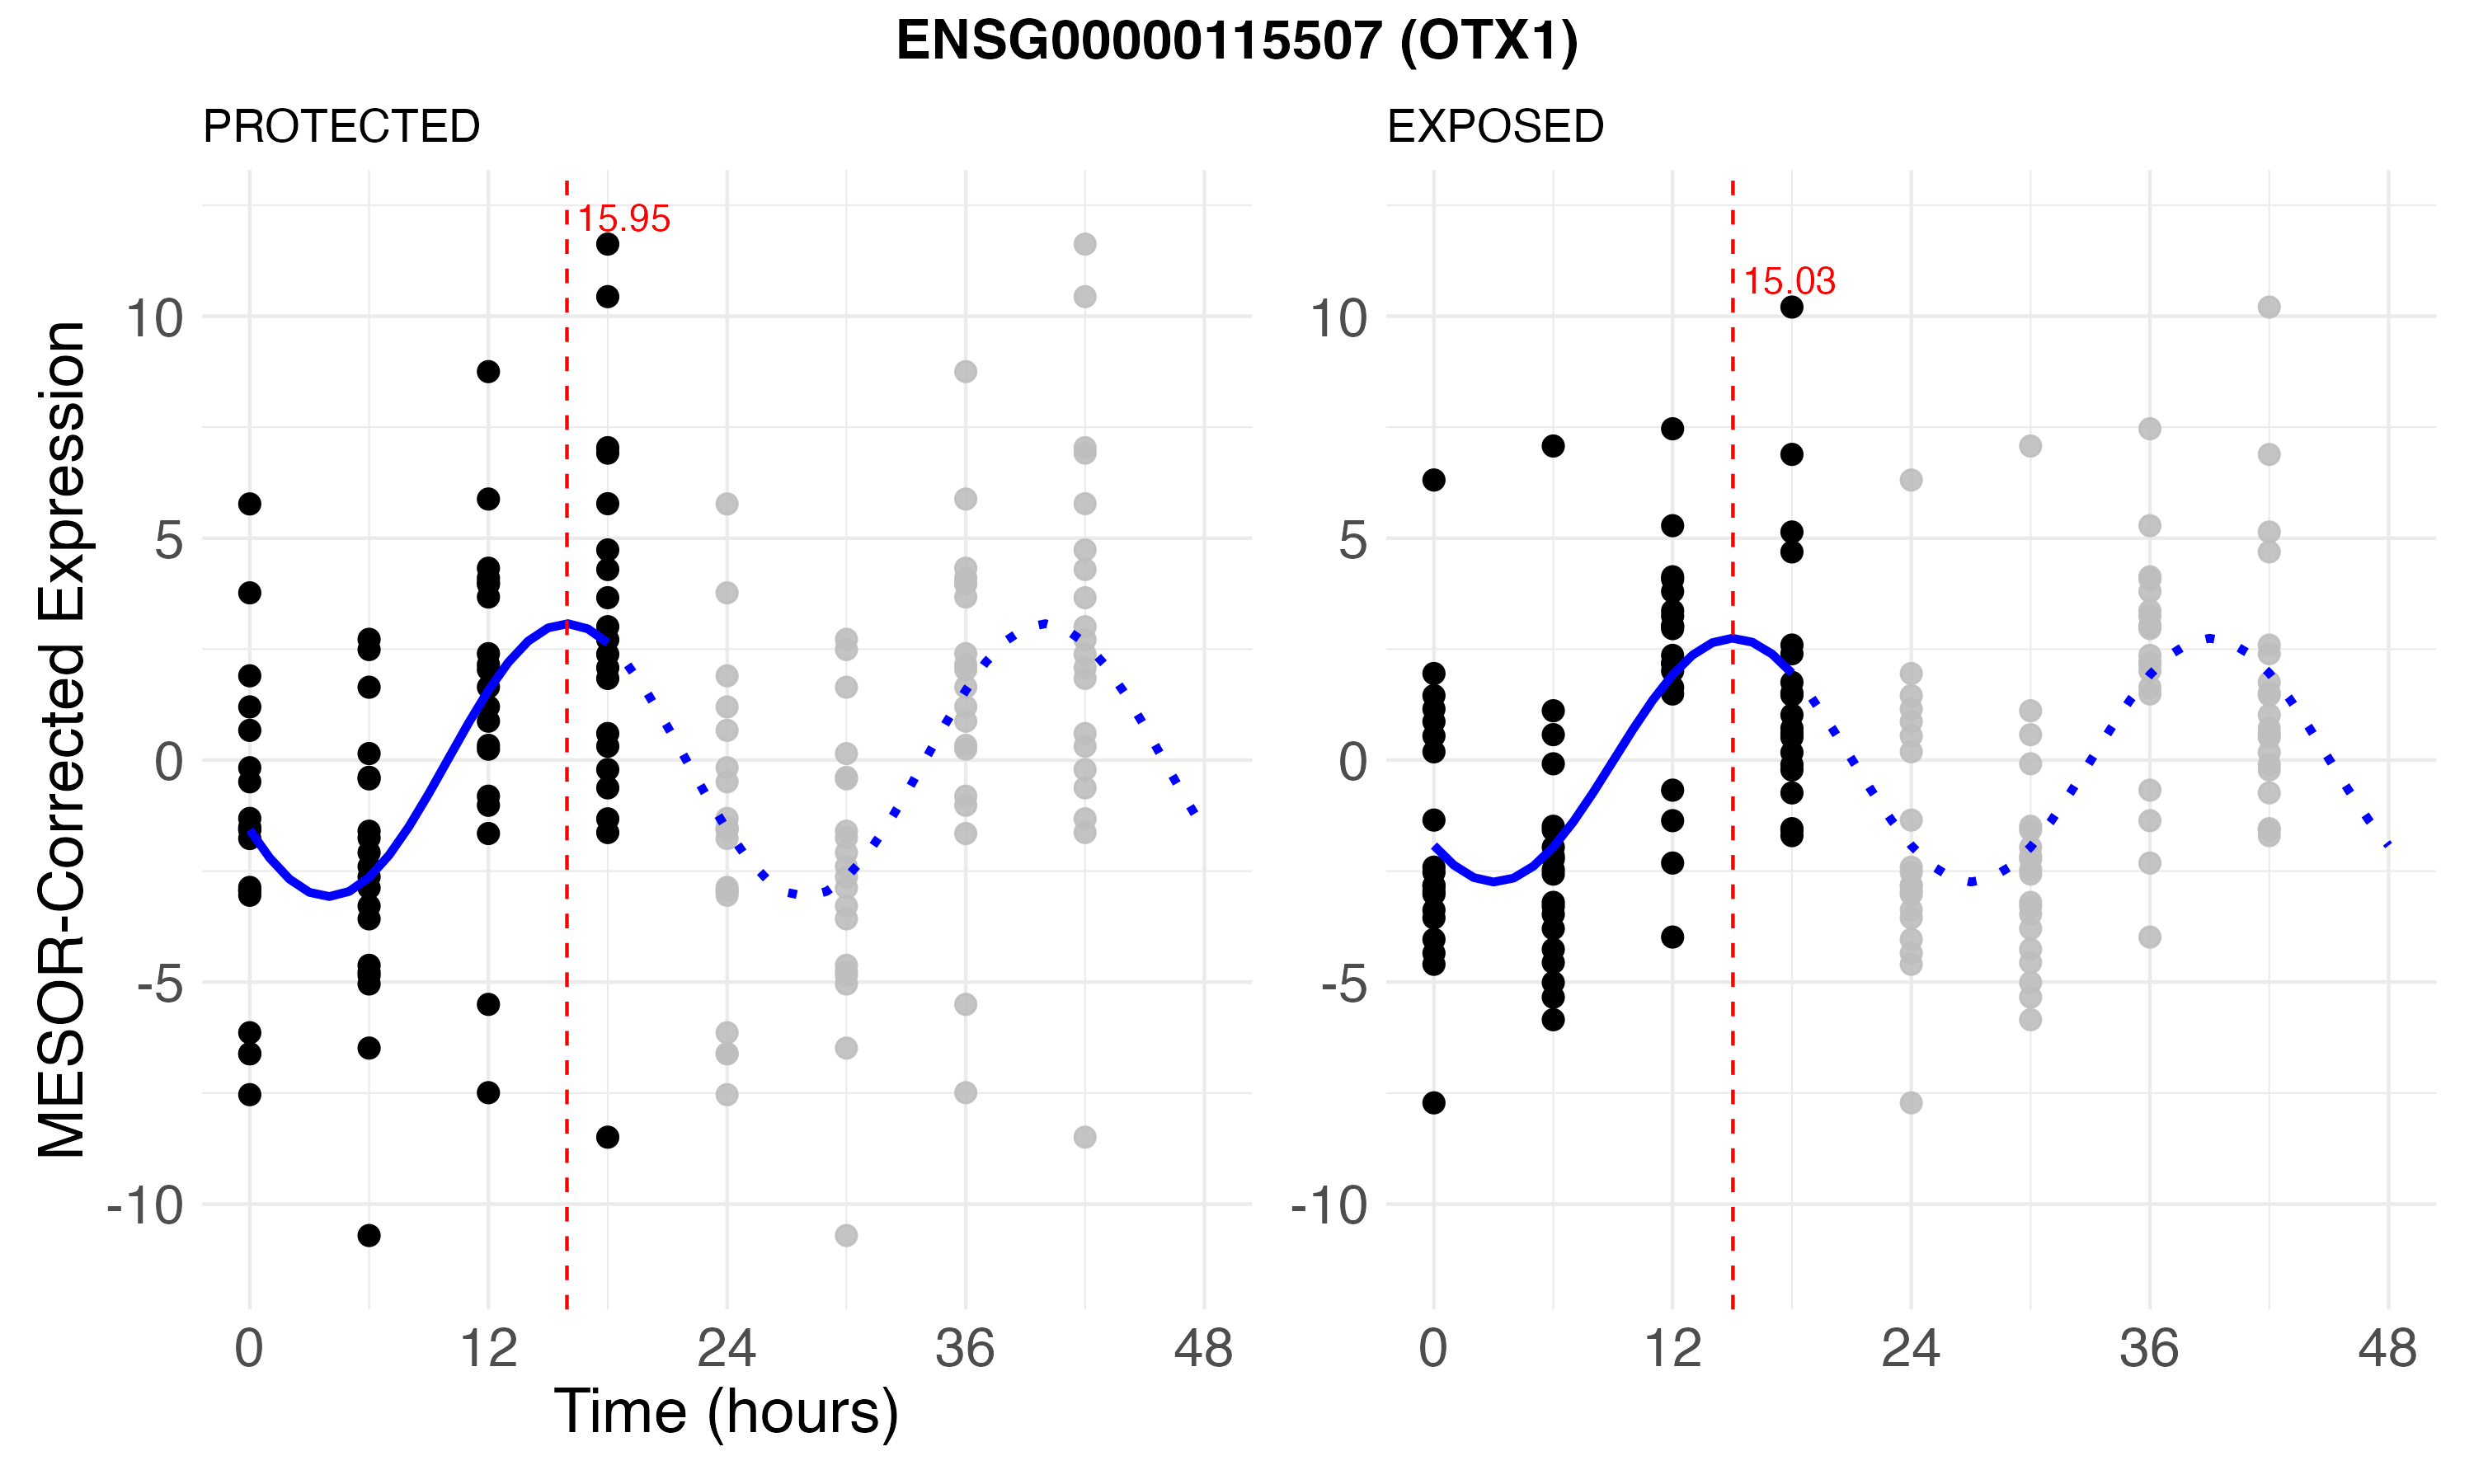 ENSG00000115507 (OTX1)
PROTECTED
EXPOSED
MESOR-Corrected Expression
15.95
10
5
0
-5
-10
0 12 24 36 48
15.03
10
5
0
-5
-10
0 12 24 36 48
Time (hours)